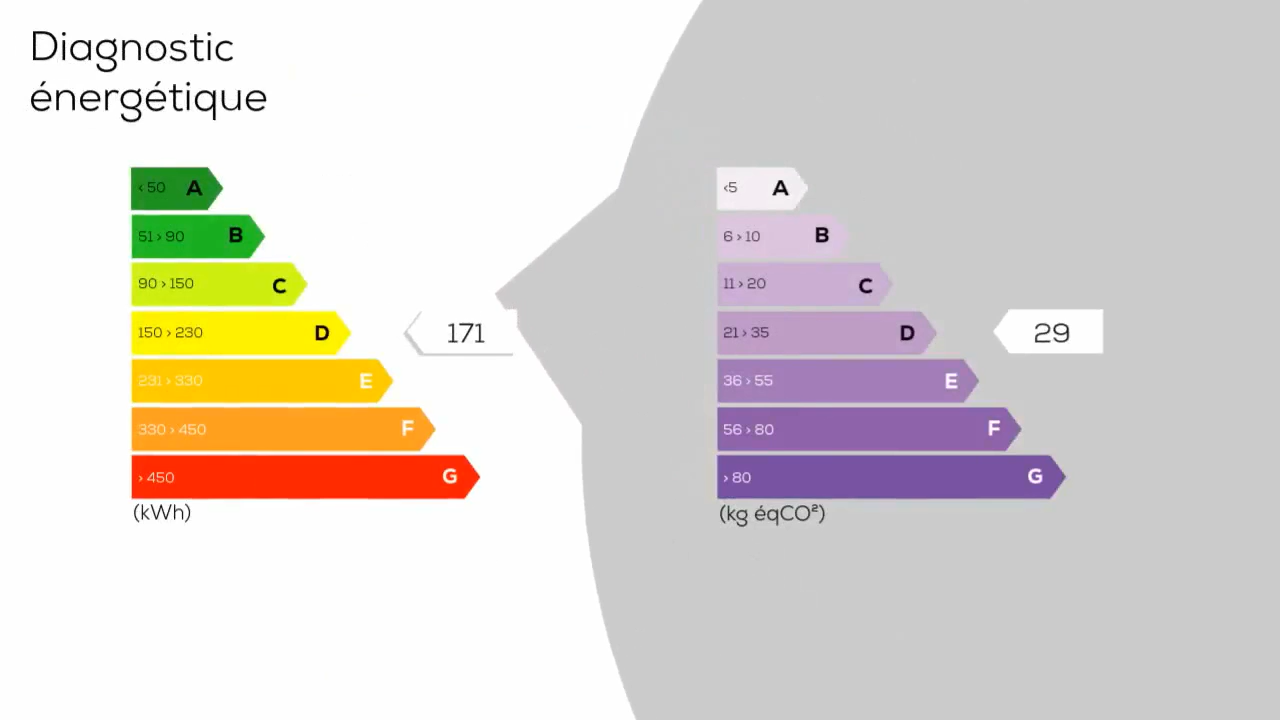 Diagnostic
énergétique
< 50 A
51 > 90 B
90 > 150 C
150 > 230 D
171
231 > 330 E
330 > 450 F
> 450 G
(kWh)
<5 A
6 > 10 B
11 > 20 C
21 > 35 D
29
36 > 55 E
56 > 80 F
> 80 G
(kg éqCO²)